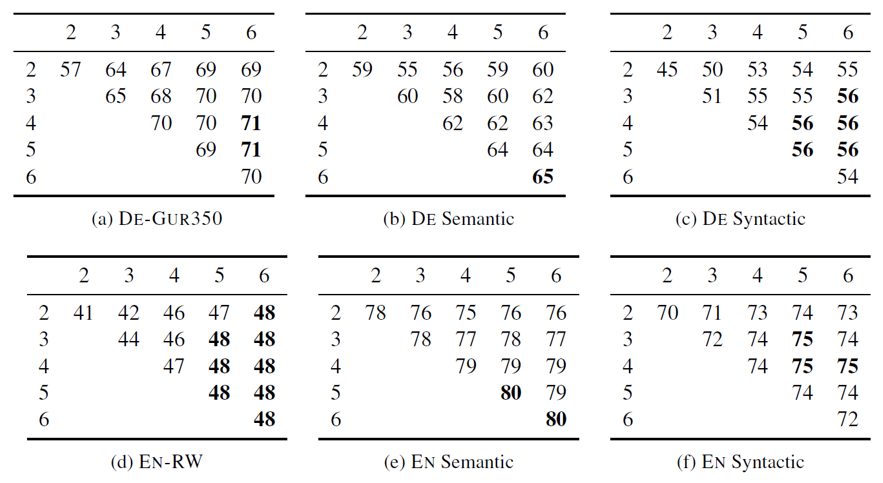 2 3 4 5 6
2 57 64 67 69 69
3 65 68 70 70
4 70 70 71
5 69 71
6 70
(a) DE-GUR350
2 3 4 5 6
2 59 55 56 59 60
3 60 58 60 62
4 62 62 63
5 64 64
6 65
(b) DE Semantic
2 3 4 5 6
2 45 50 53 54 55
3 51 55 55 56
4 54 56 56
5 56 56
6 54
(c) DE Syntactic
2 3 4 5 6
2 41 42 46 47 48
3 44 46 48 48
4 47 48 48
5 48 48
6 48
(d) EN-RW
2 3 4 5 6
2 78 76 75 76 76
3 78 77 78 77
4 79 79 79
5 80 79
6 80
(e) EN Semantic
2 3 4 5 6
2 70 71 73 74 73
3 72 74 75 74
4 74 75 75
5 74 74
6 72
(f) EN Syntactic